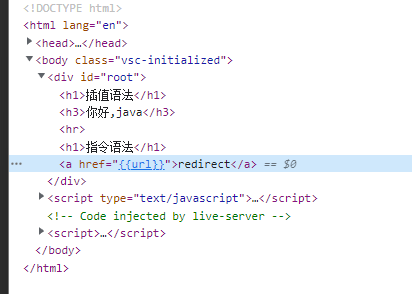 <!DOCTYPE html>
<html lang="en">
<head>…</head>
<body class="vsc-initialized">
<div id="root">
<h1>插值语法</h1>
<h3>你好,java</h3>
<hr>
<h1>指令语法</h1>
<a href="{{url}}">redirect</a> == $0
</div>
<script type="text/javascript">…</script>
<!-- Code injected by live-server -->
<script>…</script>
</body>
</html>